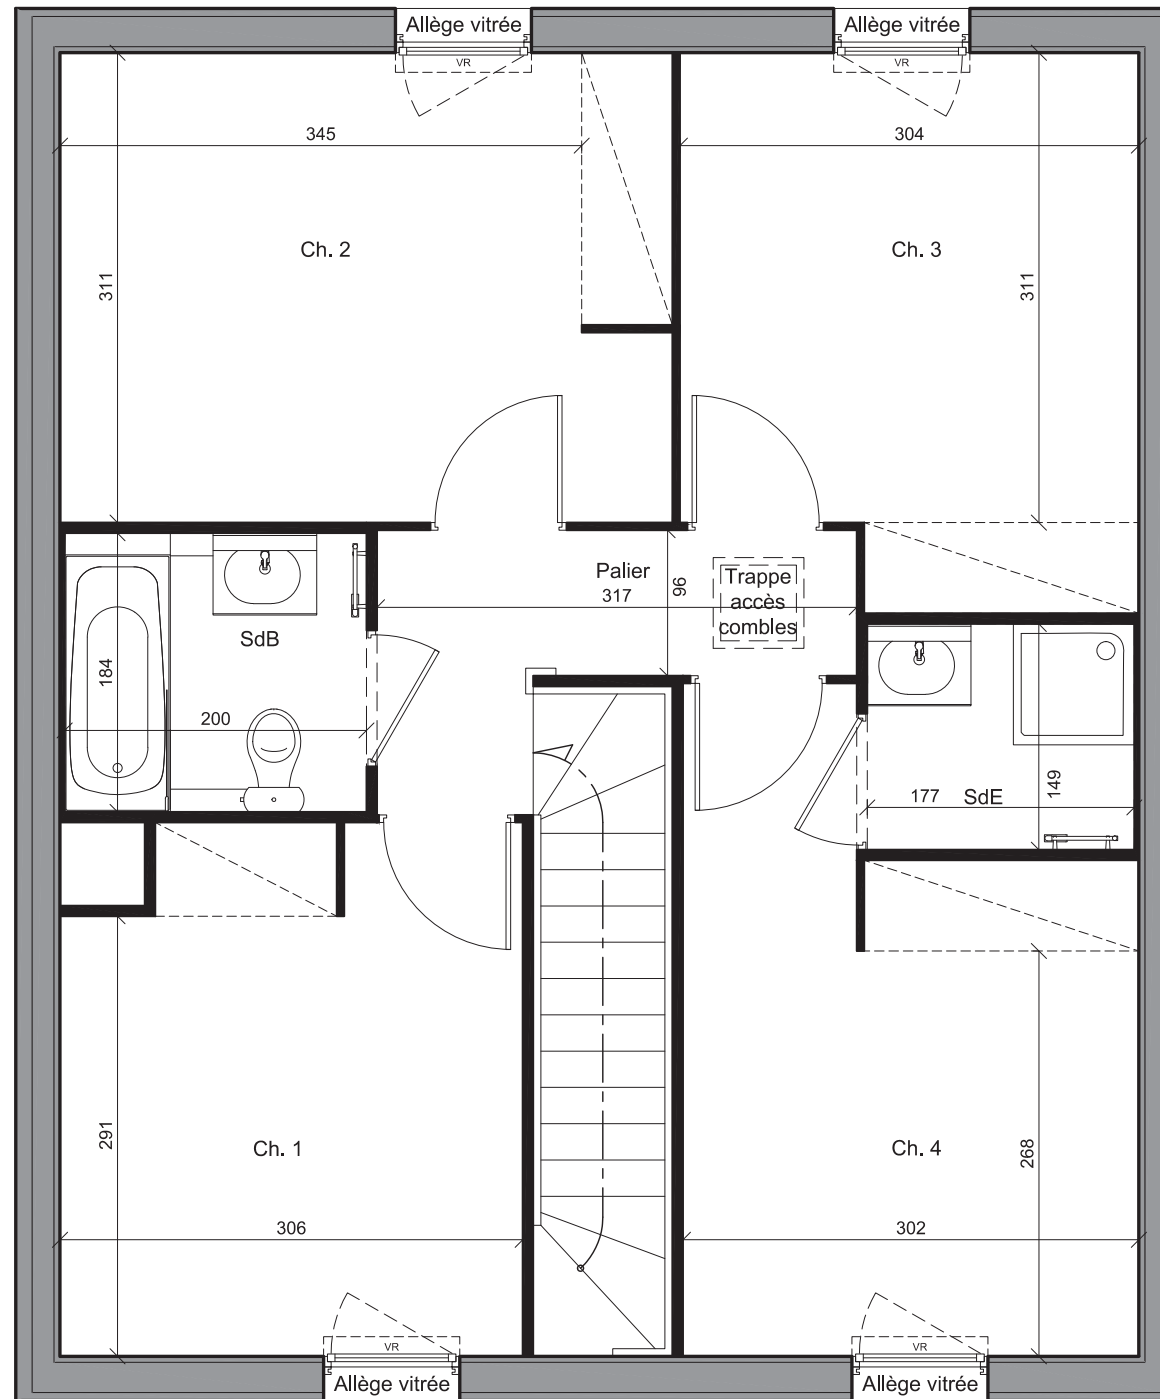 Allège vitrée
Allège vitrée
VR
VR
345
304
Ch. 2
Ch. 3
311
311
Palier
317
96
Trappe
accès
combles
SdB
184
200
177
SdE
149
291
Ch. 1
Ch. 4
268
306
302
VR
VR
Allège vitrée
Allège vitrée